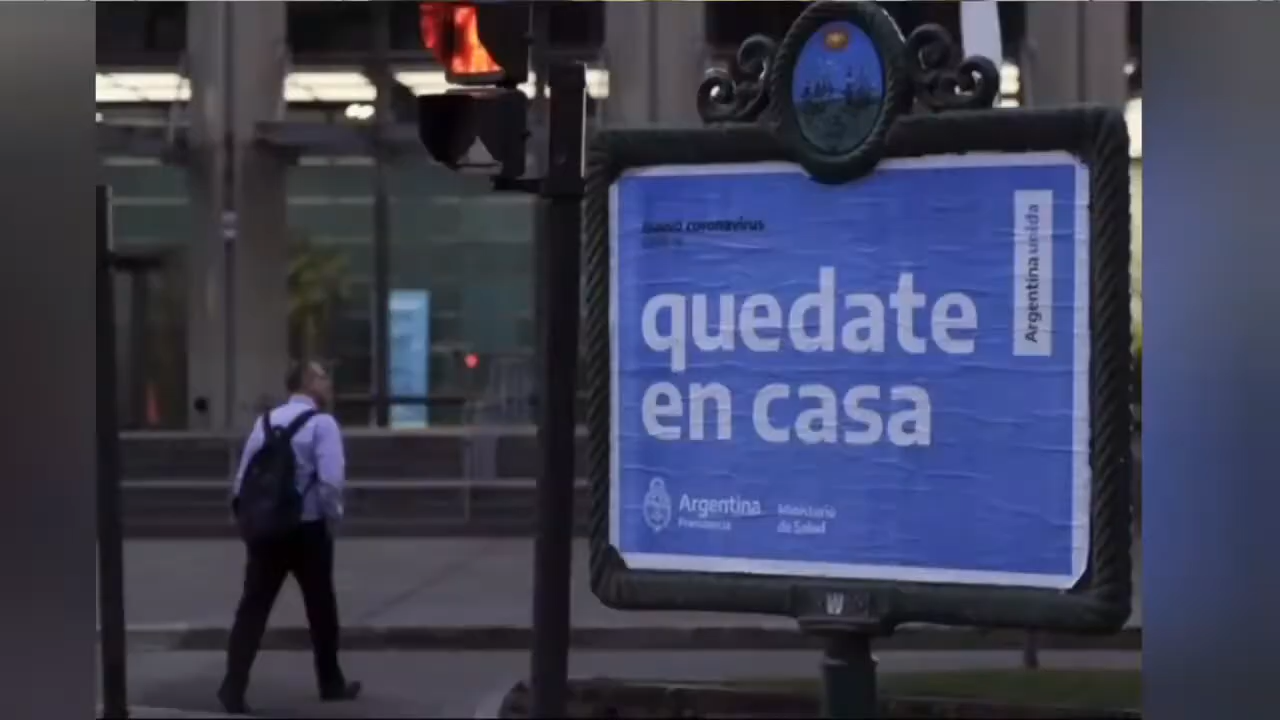 nuevo coronavirus
quedate
en casa
Argentina unida
Argentina
Presidencia
Ministerio
de Salud